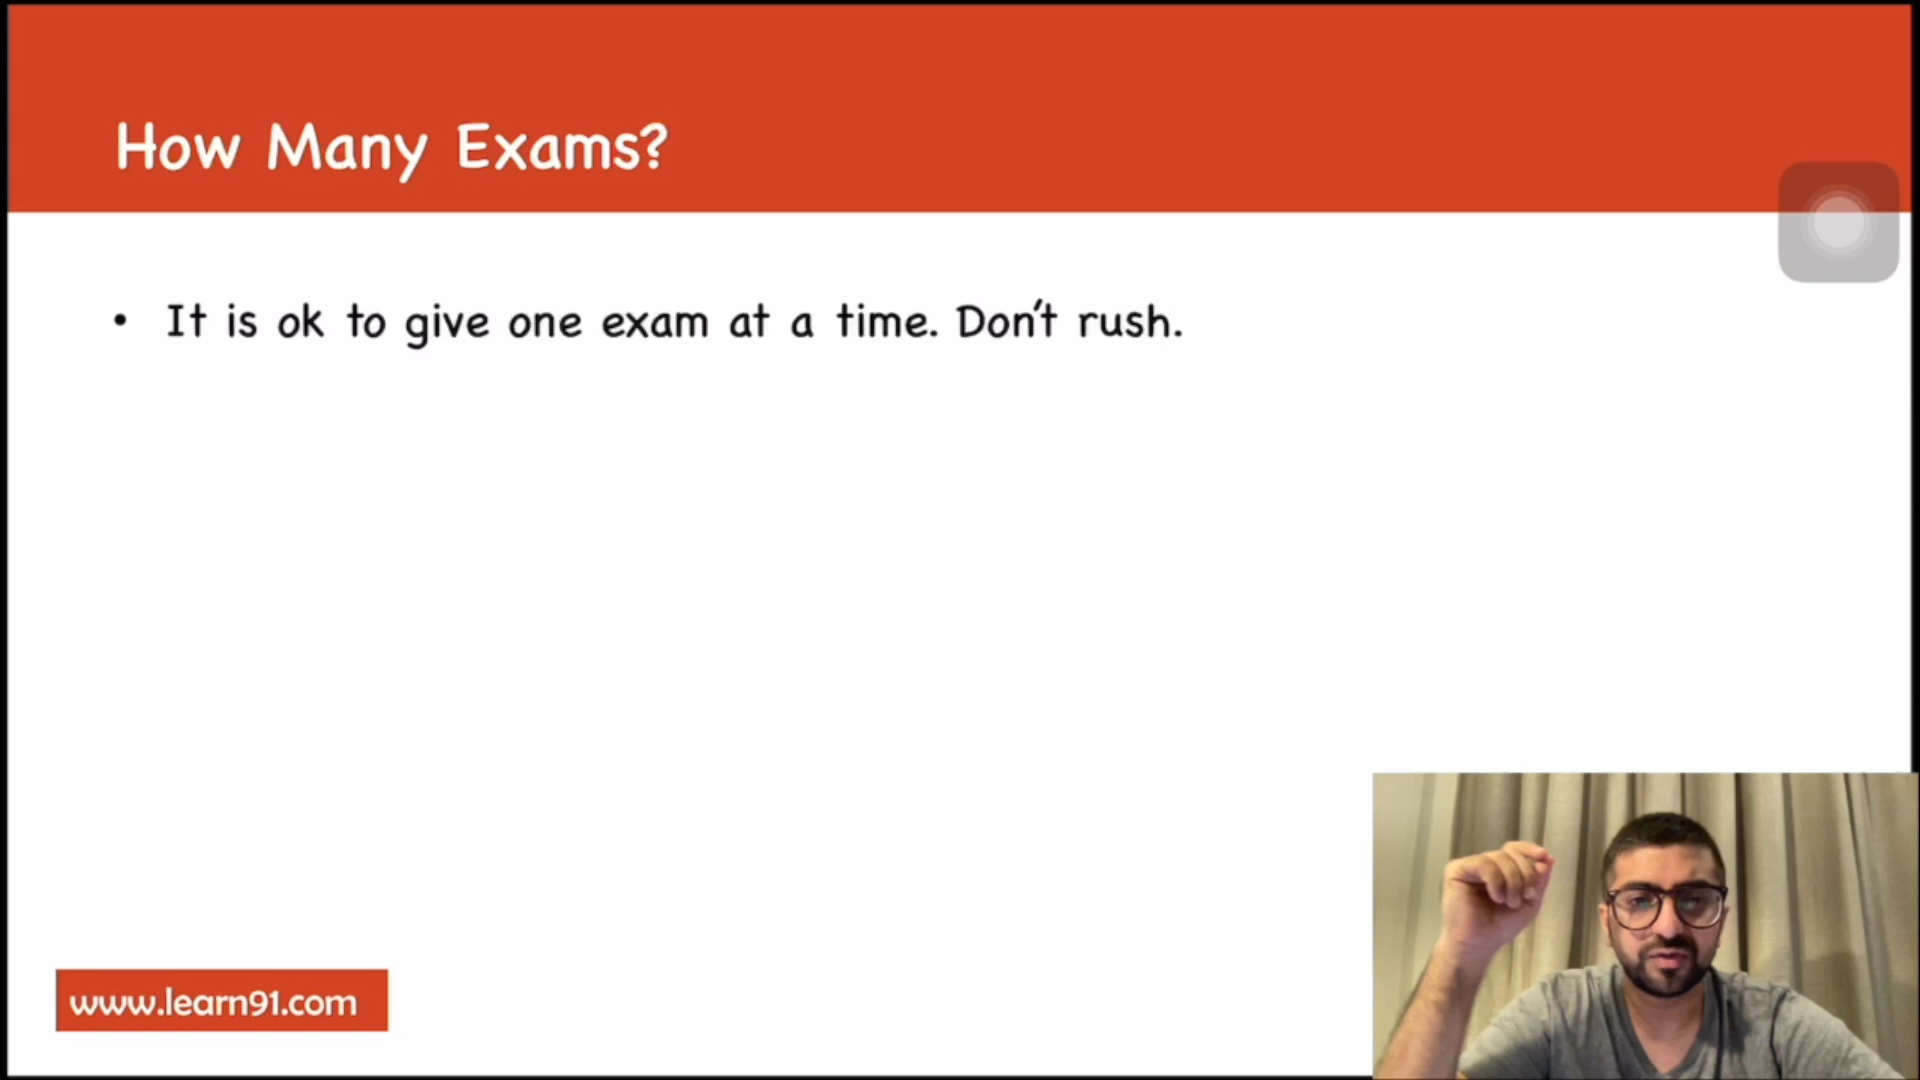 How Many Exams?
• It is ok to give one exam at a time. Don't rush.
www.learn91.com